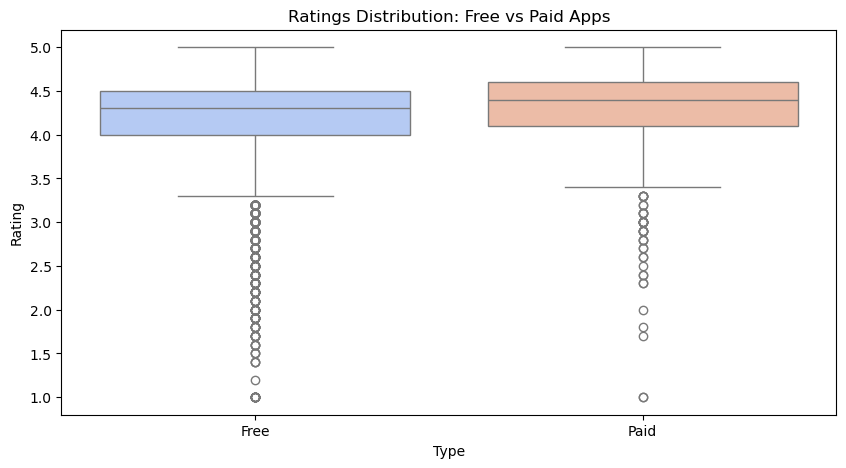 Ratings Distribution: Free vs Paid Apps
5.0
4.5
4.0
3.5
3.0
2.5
2.0
1.5
1.0
Rating
Free
Paid
Type